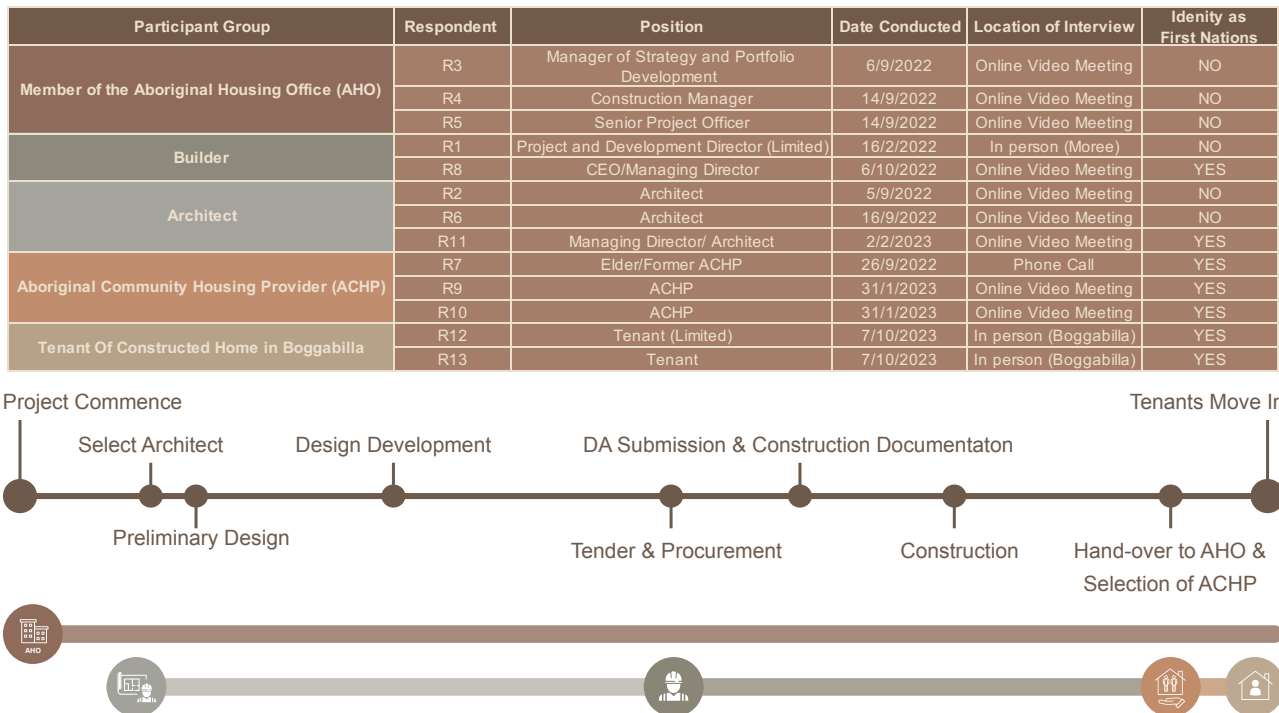 Participant Group Respondent Position Date Conducted Location of Interview Idenity as First Nations
Member of the Aboriginal Housing Office (AHO)
R3 Manager of Strategy and Portfolio Development 6/9/2022 Online Video Meeting NO
R4 Construction Manager 14/9/2022 Online Video Meeting NO
R5 Senior Project Officer 14/9/2022 Online Video Meeting NO
Builder
R1 Project and Development Director (Limited) 16/2/2022 In person (Moree) NO
R8 CEO/Managing Director 6/10/2022 Online Video Meeting YES
Architect
R2 Architect 5/9/2022 Online Video Meeting NO
R6 Architect 16/9/2022 Online Video Meeting NO
R11 Managing Director/ Architect 2/2/2023 Online Video Meeting YES
Aboriginal Community Housing Provider (ACHP)
R7 Elder/Former ACHP 26/9/2022 Phone Call YES
R9 ACHP 31/1/2023 Online Video Meeting YES
R10 ACHP 31/1/2023 Online Video Meeting YES
Tenant Of Constructed Home in Boggabilla
R12 Tenant (Limited) 7/10/2023 In person (Boggabilla) YES
R13 Tenant 7/10/2023 In person (Boggabilla) YES
Project Commence
Tenants Move In
Select Architect
Design Development
DA Submission & Construction Documentaton
Preliminary Design
Tender & Procurement
Construction
Hand-over to AHO &
Selection of ACHP
AHO